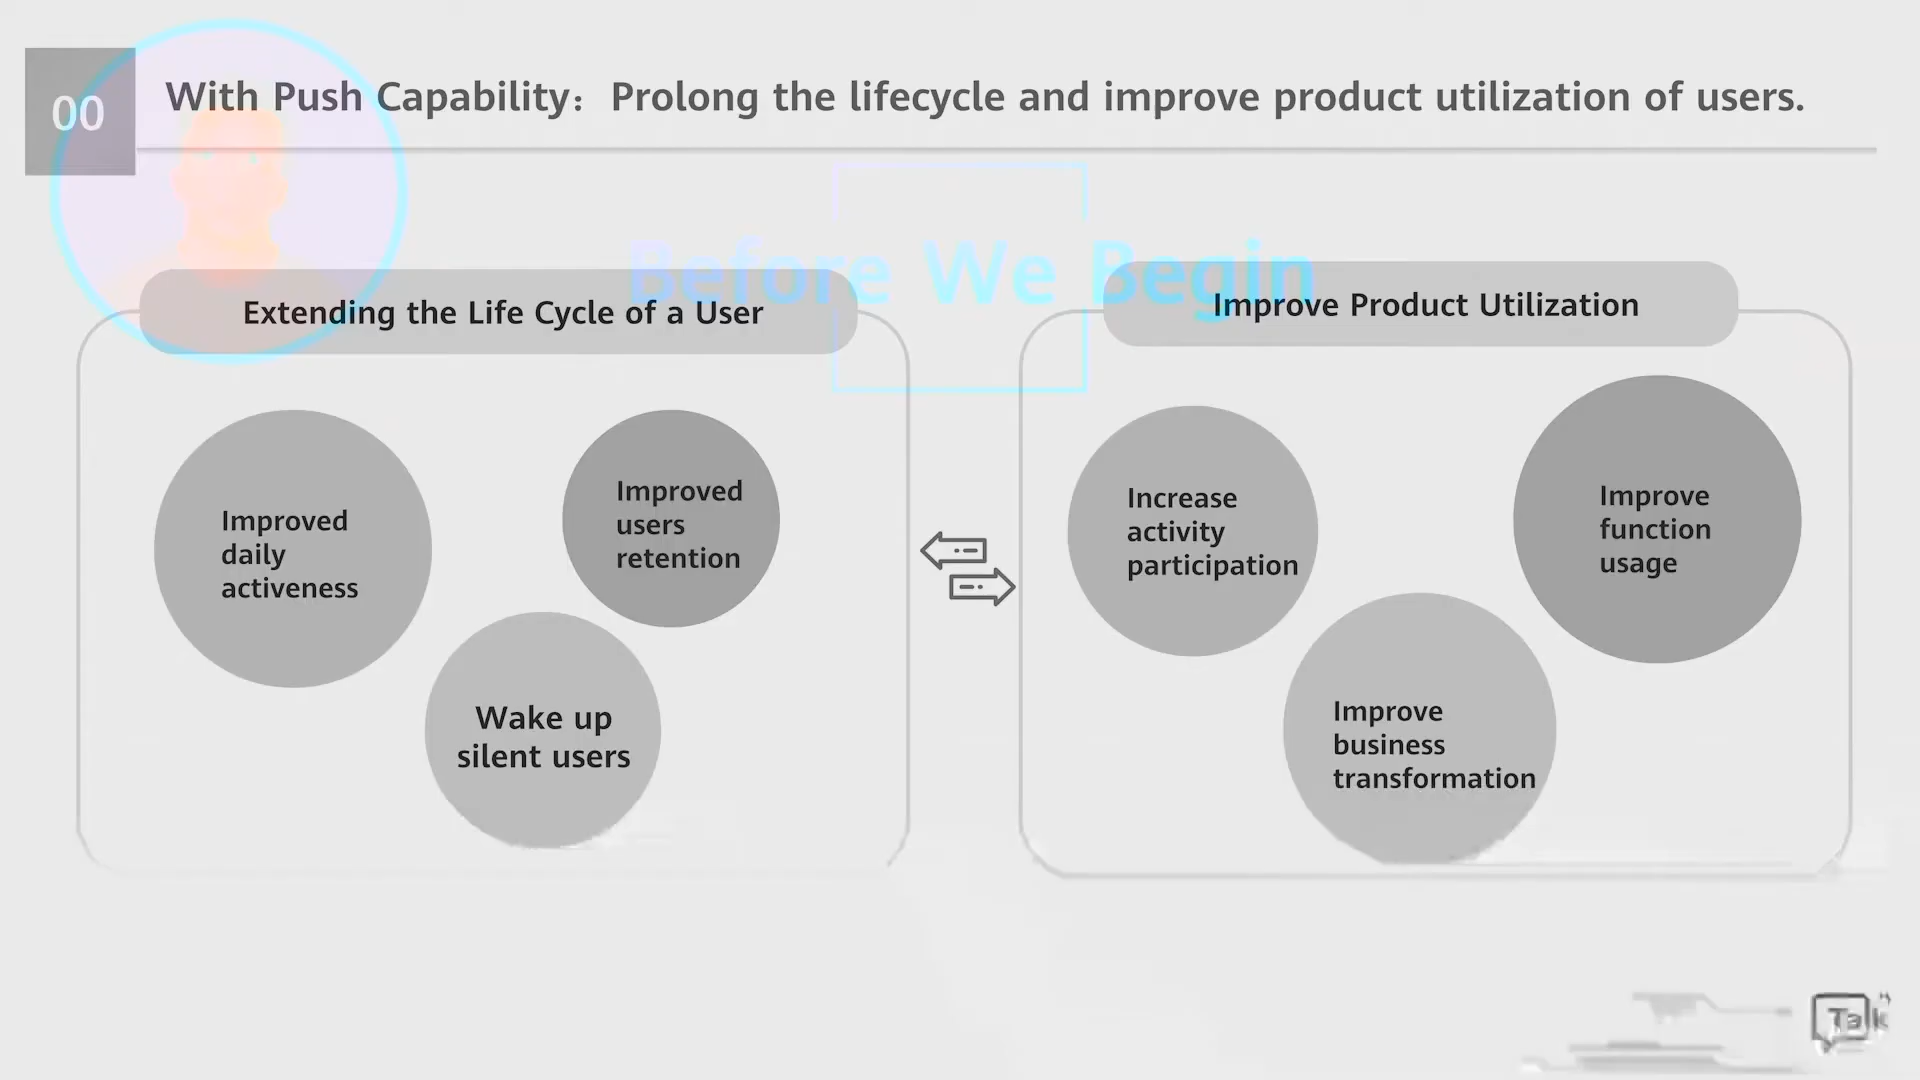 00
With Push Capability: Prolong the lifecycle and improve product utilization of users.
Before We Begin
Extending the Life Cycle of a User
Improve Product Utilization
Improved
daily
activeness
Improved
users
retention
Wake up
silent users
Increase
activity
participation
Improve
function
usage
Improve
business
transformation
Talk